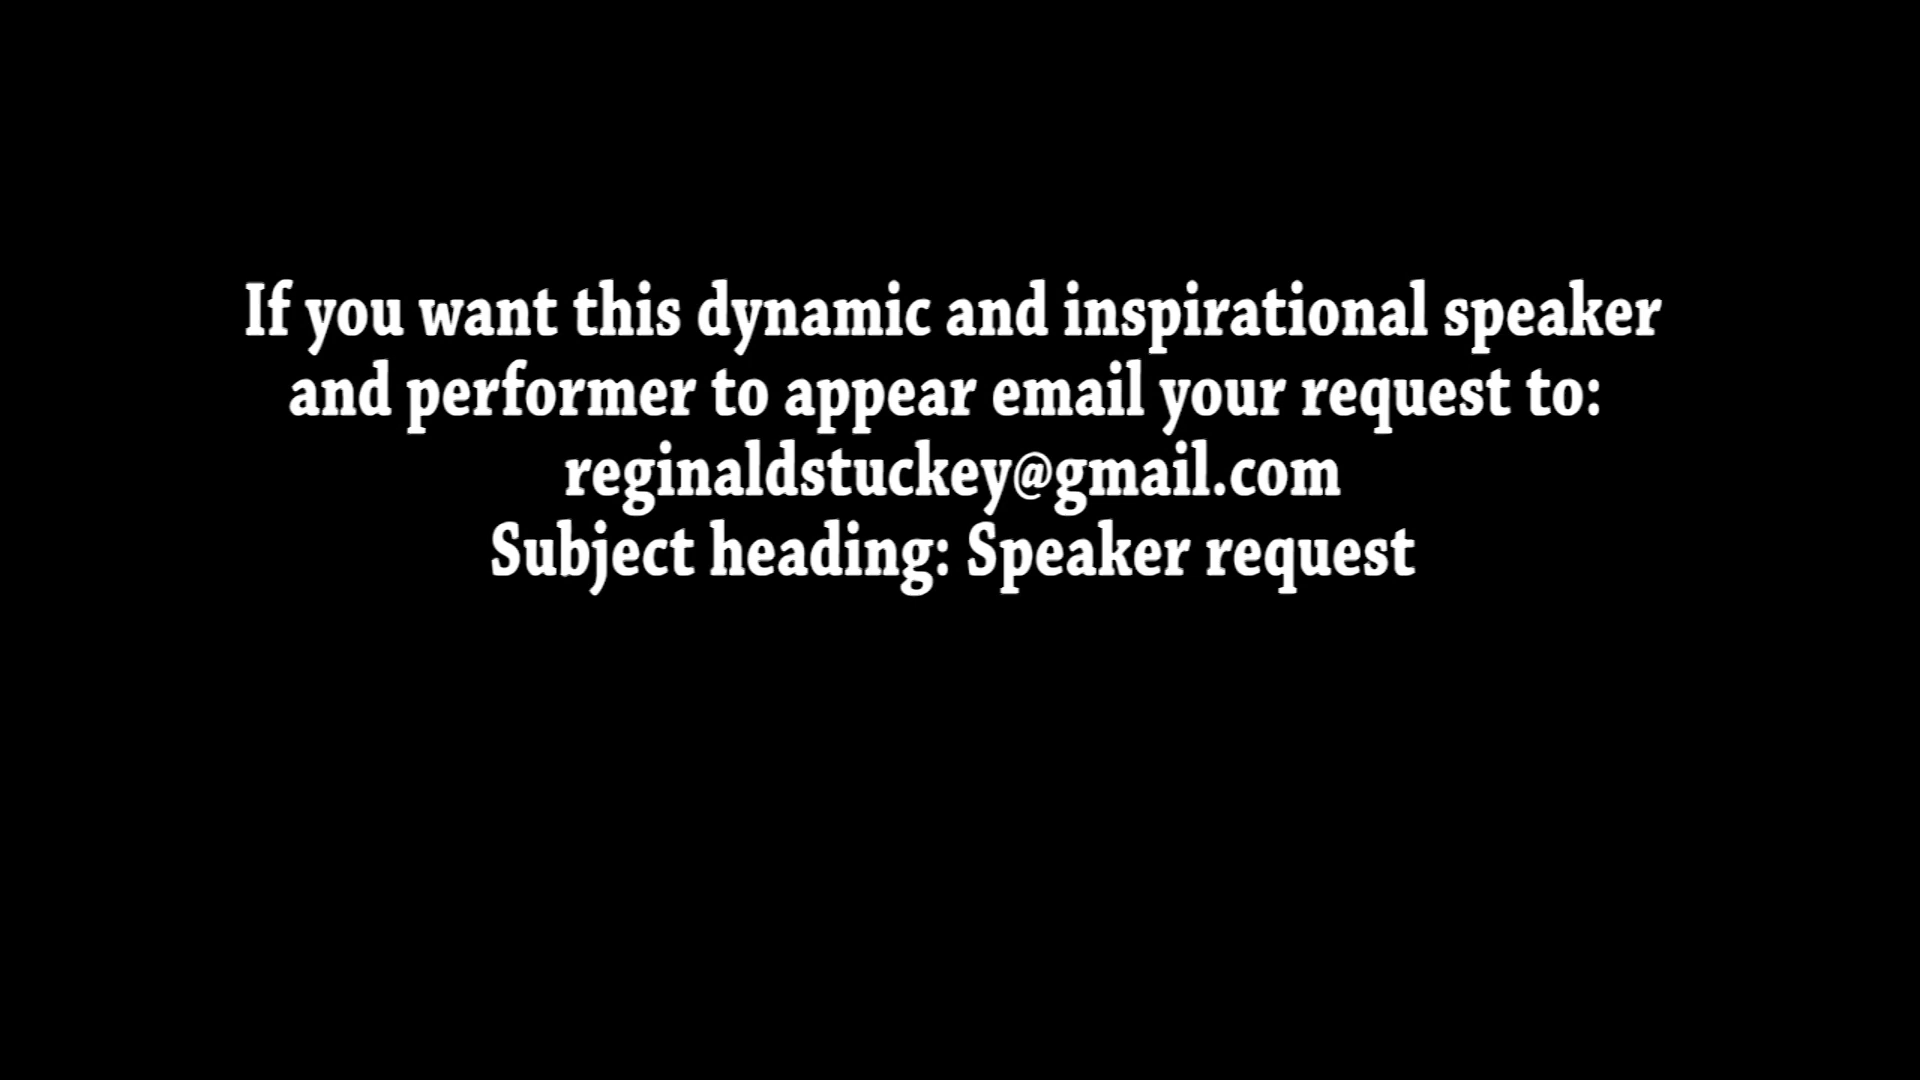 If you want this dynamic and inspirational speaker
and performer to appear email your request to:
reginaldstuckey@gmail.com
Subject heading: Speaker request